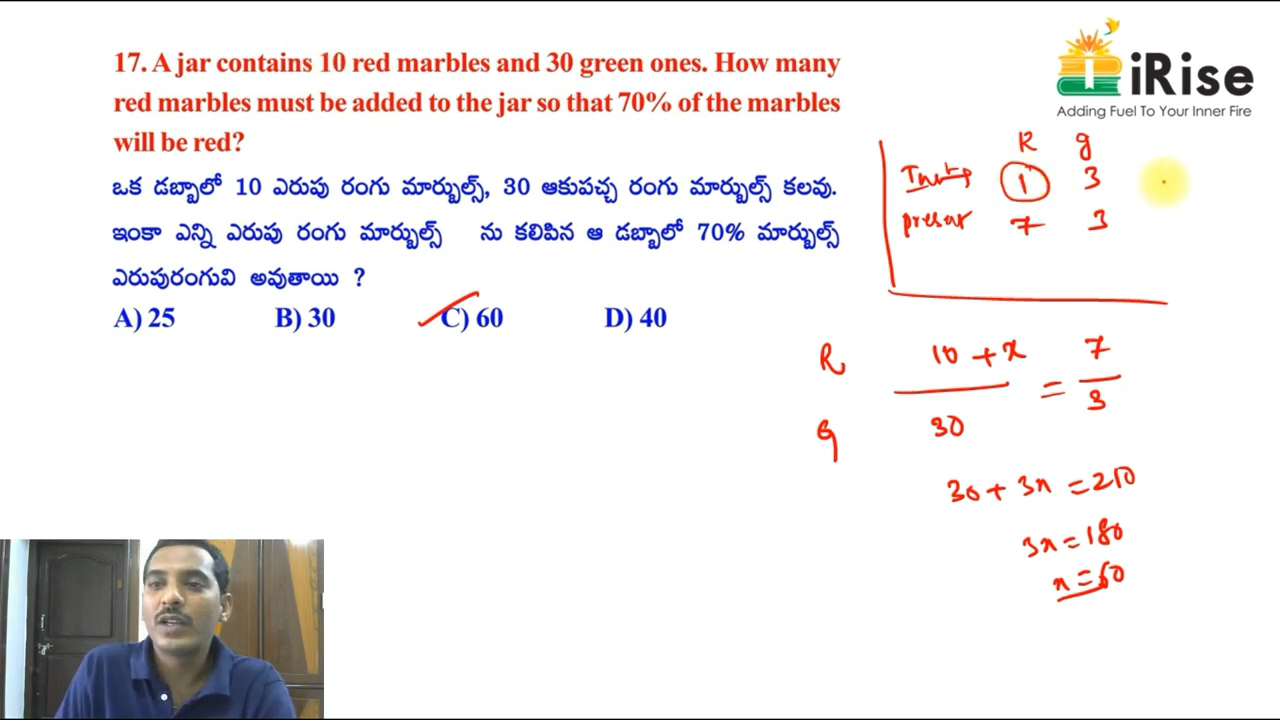 17. A jar contains 10 red marbles and 30 green ones. How many
red marbles must be added to the jar so that 70% of the marbles
will be red?
ఒక డబ్బాలో 10 ఎరుపు రంగు మార్బుల్స్, 30 ఆకుపచ్చ రంగు మార్బుల్స్ కలవు.
ఇంకా ఎన్ని ఎరుపు రంగు మార్బుల్స్ ను కలిపిన ఆ డబ్బాలో 70% మార్బుల్స్
ఎరుపురంగువి అవుతాయి ?
A) 25 B) 30 C) 60 D) 40
iRise
Adding Fuel To Your Inner Fire
R g
1 3
present 7 3
R 10 + x = 7
G 30 3
30 + 3x = 210
3x = 180
x = 60